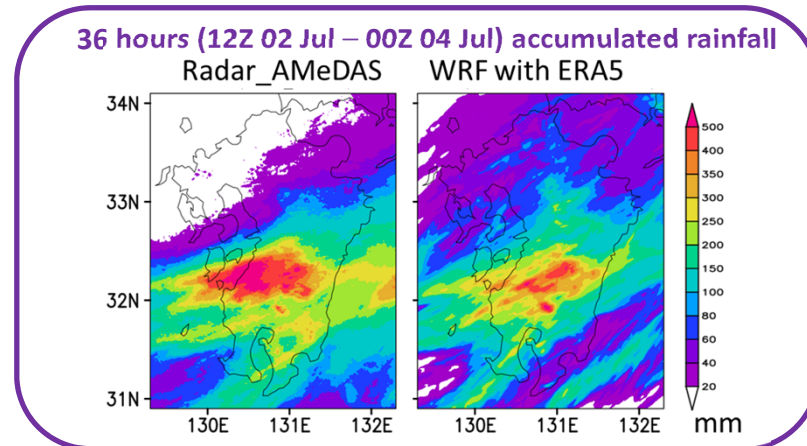 36 hours (12Z 02 Jul – 00Z 04 Jul) accumulated rainfall
Radar_AMeDAS
WRF with ERA5
34N
33N
32N
31N
130E
131E
132E
130E
131E
132E
500
400
350
300
250
200
150
100
80
60
40
20
mm